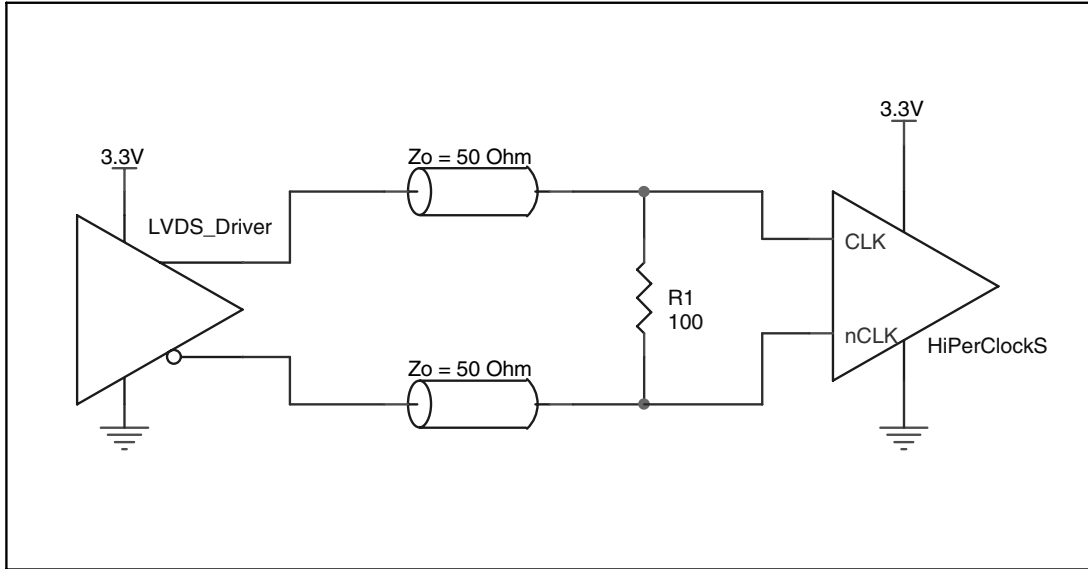 3.3V
LVDS_Driver
Zo = 50 Ohm
Zo = 50 Ohm
R1
100
3.3V
CLK
nCLK
HiPerClockS